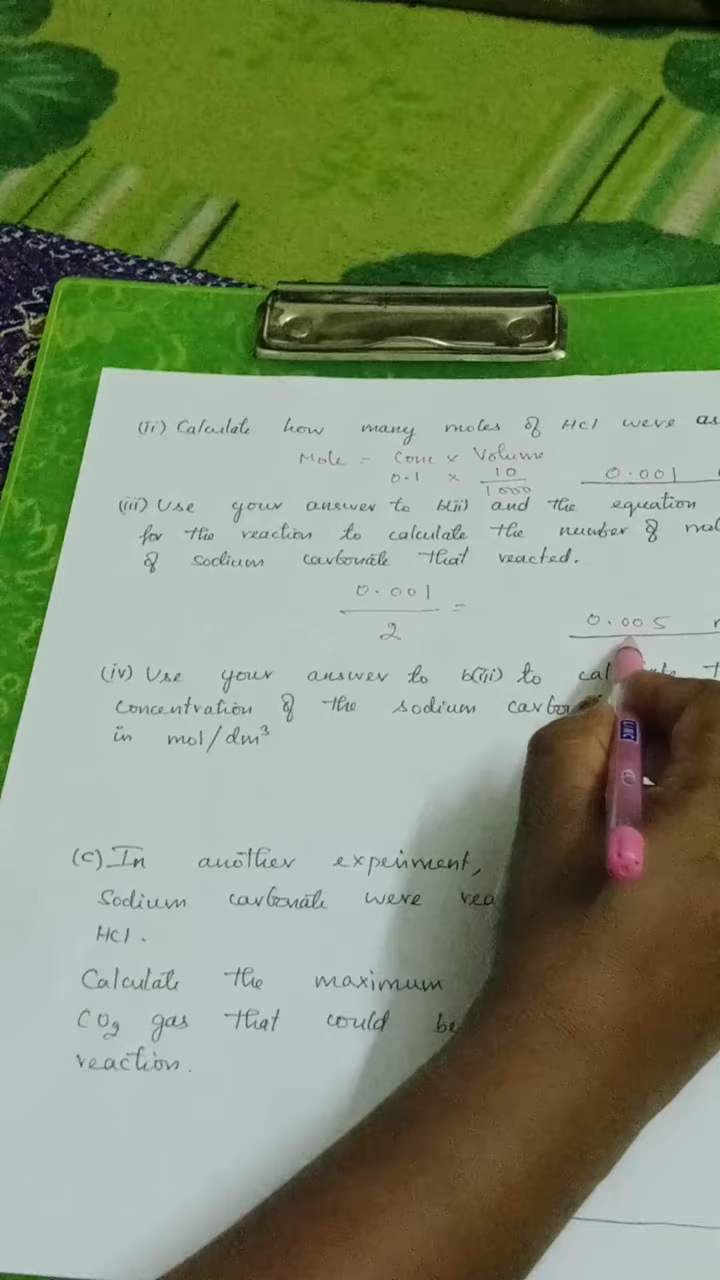 (ii) Calculate how many moles of HCl were
Mole = Conc × Volume
0.1 × 10/1000 0.001
(iii) Use your answer to b(ii) and the equation
for the reaction to calculate the number of
of sodium carbonate that reacted.
0.001/2 = 0.005
(iv) Use your answer to b(iii) to
concentration of the sodium
in mol/dm³
(c) In another experiment,
Sodium carbonate were
HCl.
Calculate the maximum
CO₂ gas that could be
reaction.